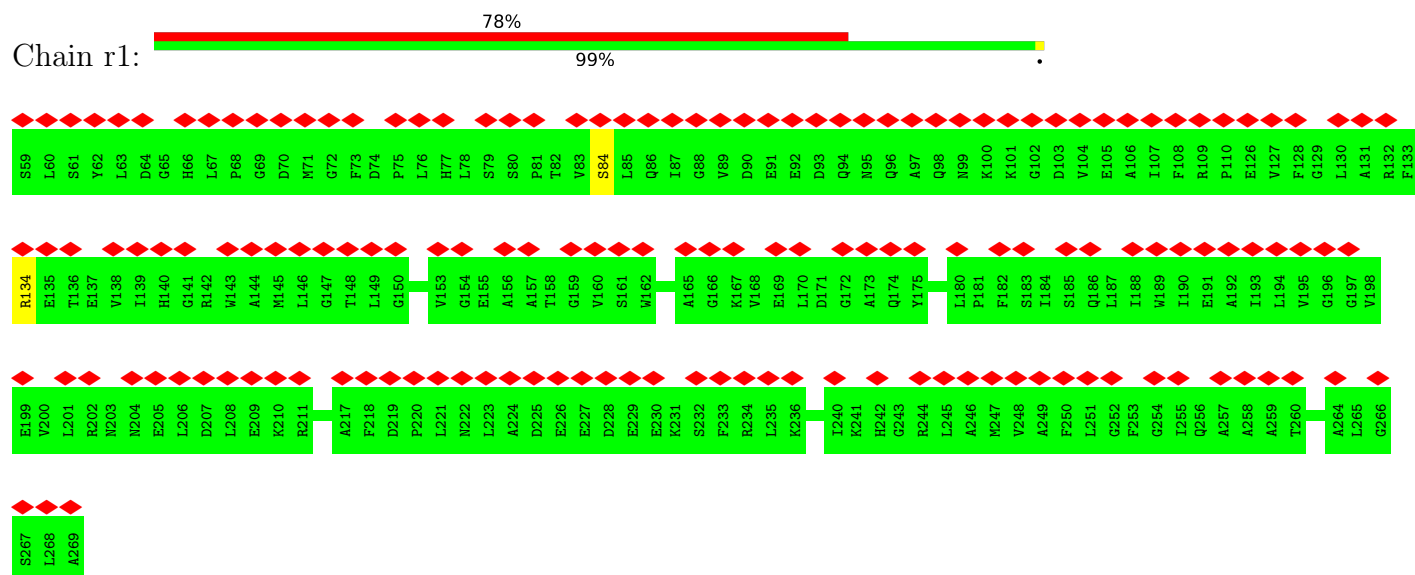 78%
Chain r1:
99% .
S59 L60 S61 Y62 L63 D64 G65 H66 L67 P68 G69 D70 M71 G72 F73 D74 P75 L76 H77 L78 S79 S80 P81 T82 V83 S84 L85 Q86 I87 G88 V89 D90 E91 E92 D93 Q94 N95 Q96 A97 Q98 N99 K100 K101 G102 D103 V104 E105 A106 I107 F108 R109 P110 E126 V127 F128 G129 L130 A131 R132 F133
R134 E135 T136 E137 V138 I139 H140 G141 R142 W143 A144 M145 L146 G147 T148 L149 G150 V153 G154 E155 A156 A157 T158 G159 V160 S161 W162 A165 G166 K167 V168 E169 L170 D171 G172 A173 Q174 Y175 L180 P181 F182 S183 I184 S185 Q186 L187 I188 W189 I190 E191 A192 I193 L194 V195 G196 G197 V198
E199 V200 L201 R202 N203 N204 E205 L206 D207 L208 E209 K210 R211 A217 F218 D219 P220 L221 N222 L223 A224 D225 E226 E227 D228 E229 E230 K231 S232 F233 R234 L235 K236 I240 K241 H242 G243 R244 L245 A246 M247 V248 A249 F250 L251 G252 F253 G254 I255 Q256 A257 A258 A259 T260 A264 L265 G266
S267 L268 A269